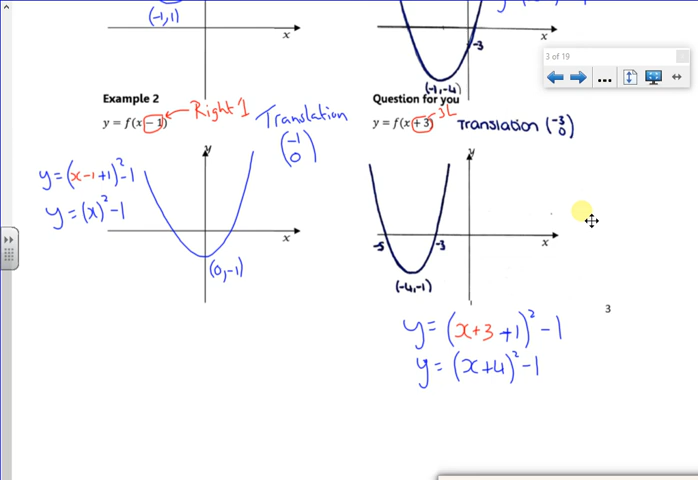 (-1,1)
x
-3
x
(-1,-4)
3 of 19
Example 2
y = f(x - 1)
Right 1
Translation
(-1
0)
y = (x-1+1)²-1
y = (x)²-1
y
x
(0,-1)
Question for you
y = f(x + 3)
3L
Translation (-3
0)
y
-5
-3
x
(-4,-1)
3
y = (x+3+1)²-1
y = (x+4)²-1